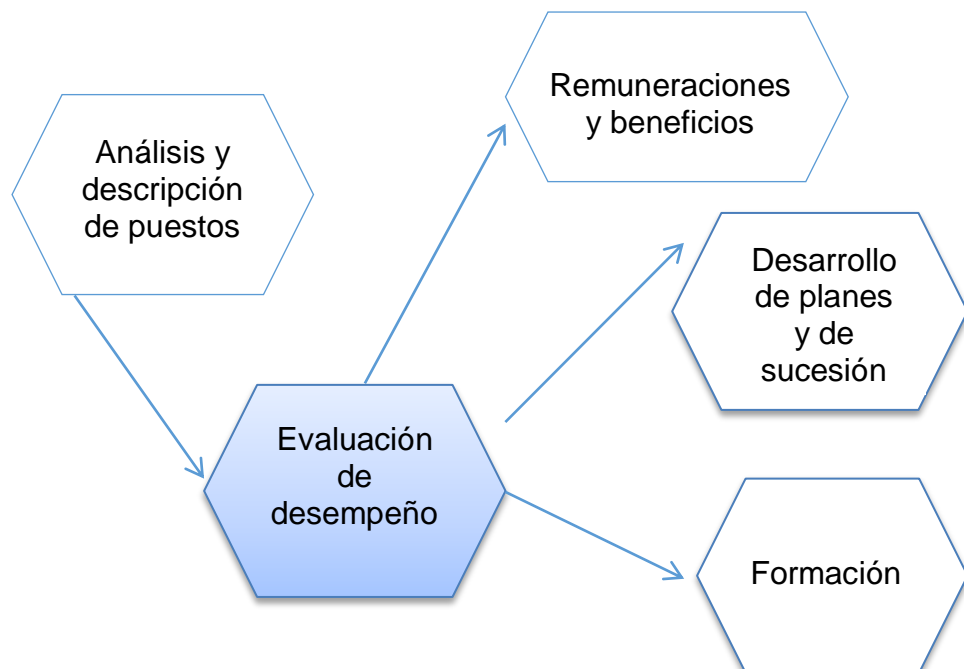 Remuneraciones
y beneficios
Análisis y
descripción
de puestos
Desarrollo
de planes
y de
sucesión
Evaluación
de
desempeño
Formación